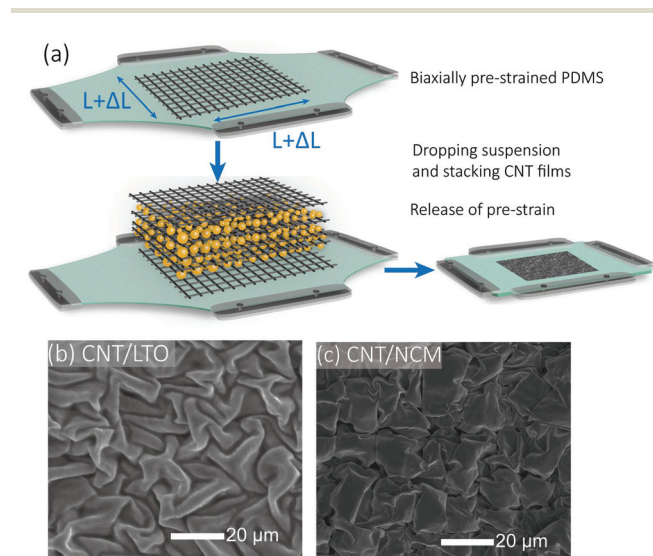 (a)
Biaxially pre-strained PDMS
L+ΔL
L+ΔL
Dropping suspension
and stacking CNT films
Release of pre-strain
(b) CNT/LTO
(c) CNT/NCM
20 μm
20 μm